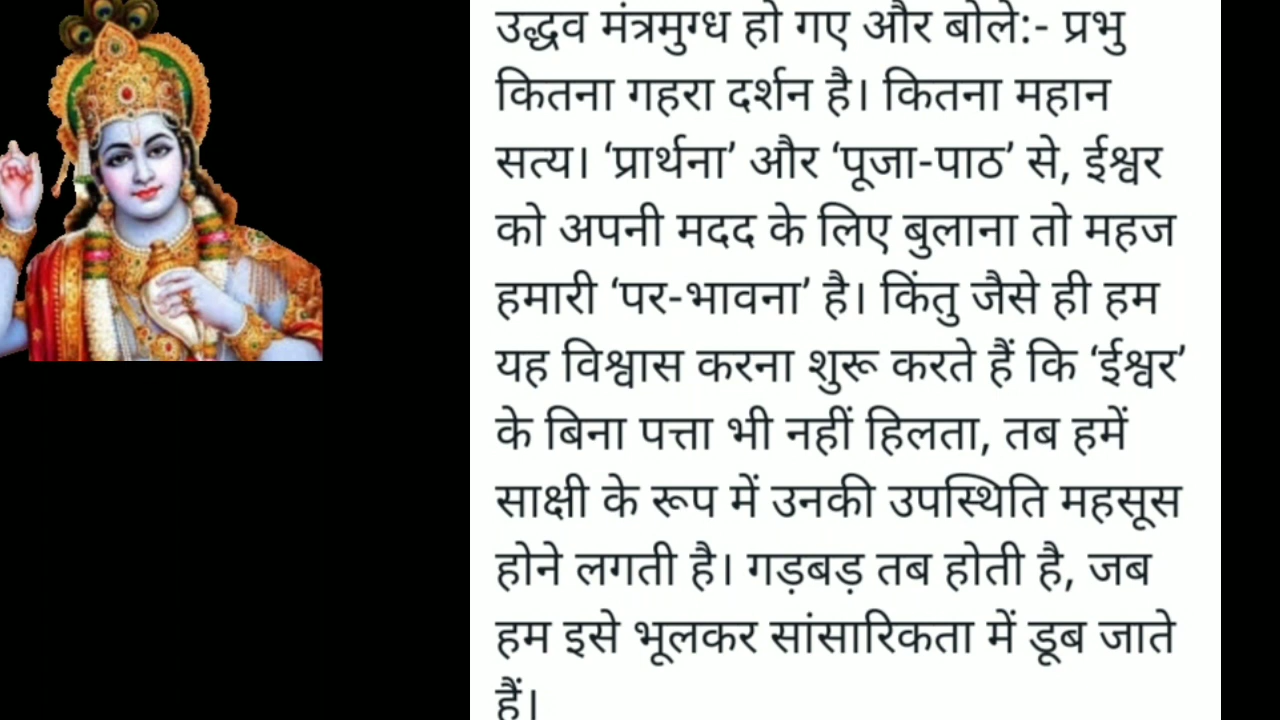 उद्धव मंत्रमुग्ध हो गए और बोले:- प्रभु
कितना गहरा दर्शन है। कितना महान
सत्य। ‘प्रार्थना’ और ‘पूजा-पाठ’ से, ईश्वर
को अपनी मदद के लिए बुलाना तो महज
हमारी ‘पर-भावना’ है। किंतु जैसे ही हम
यह विश्वास करना शुरू करते हैं कि ‘ईश्वर’
के बिना पत्ता भी नहीं हिलता, तब हमें
साक्षी के रूप में उनकी उपस्थिति महसूस
होने लगती है। गड़बड़ तब होती है, जब
हम इसे भूलकर सांसारिकता में डूब जाते
हैं।